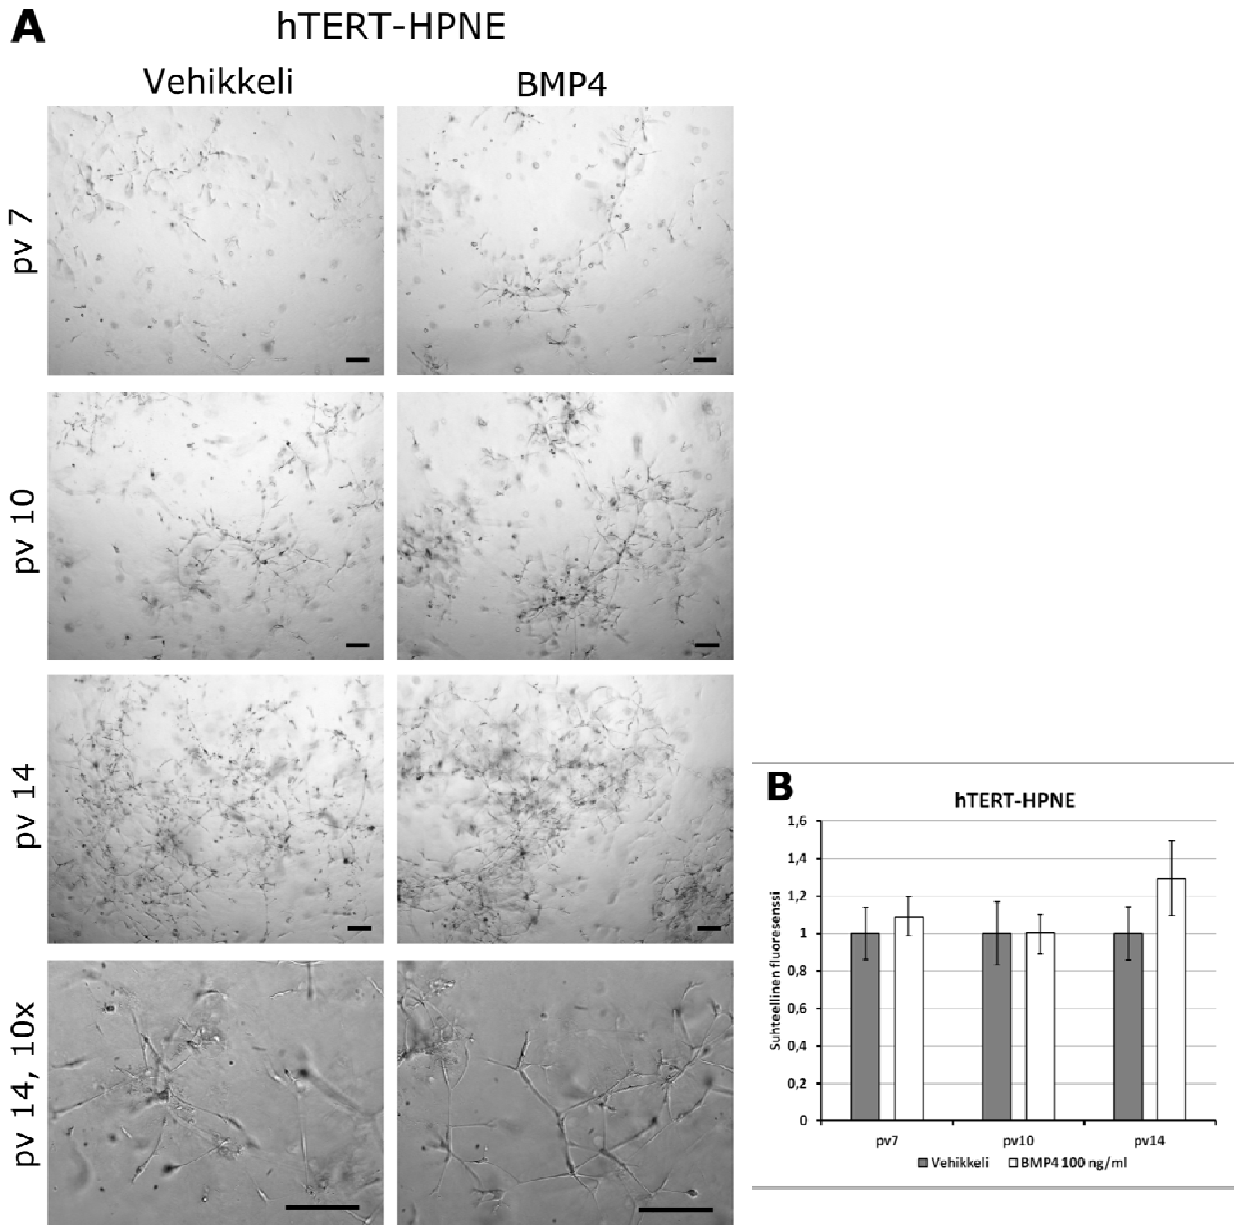 A
hTERT-HPNE
Vehikkeli
BMP4
pv 7
pv 10
pv 14
pv 14, 10x
B
hTERT-HPNE
Suhteellinen fluoresenssi
1,6
1,4
1,2
1
0,8
0,6
0,4
0,2
0
pv7
pv10
pv14
Vehikkeli
BMP4 100 ng/ml